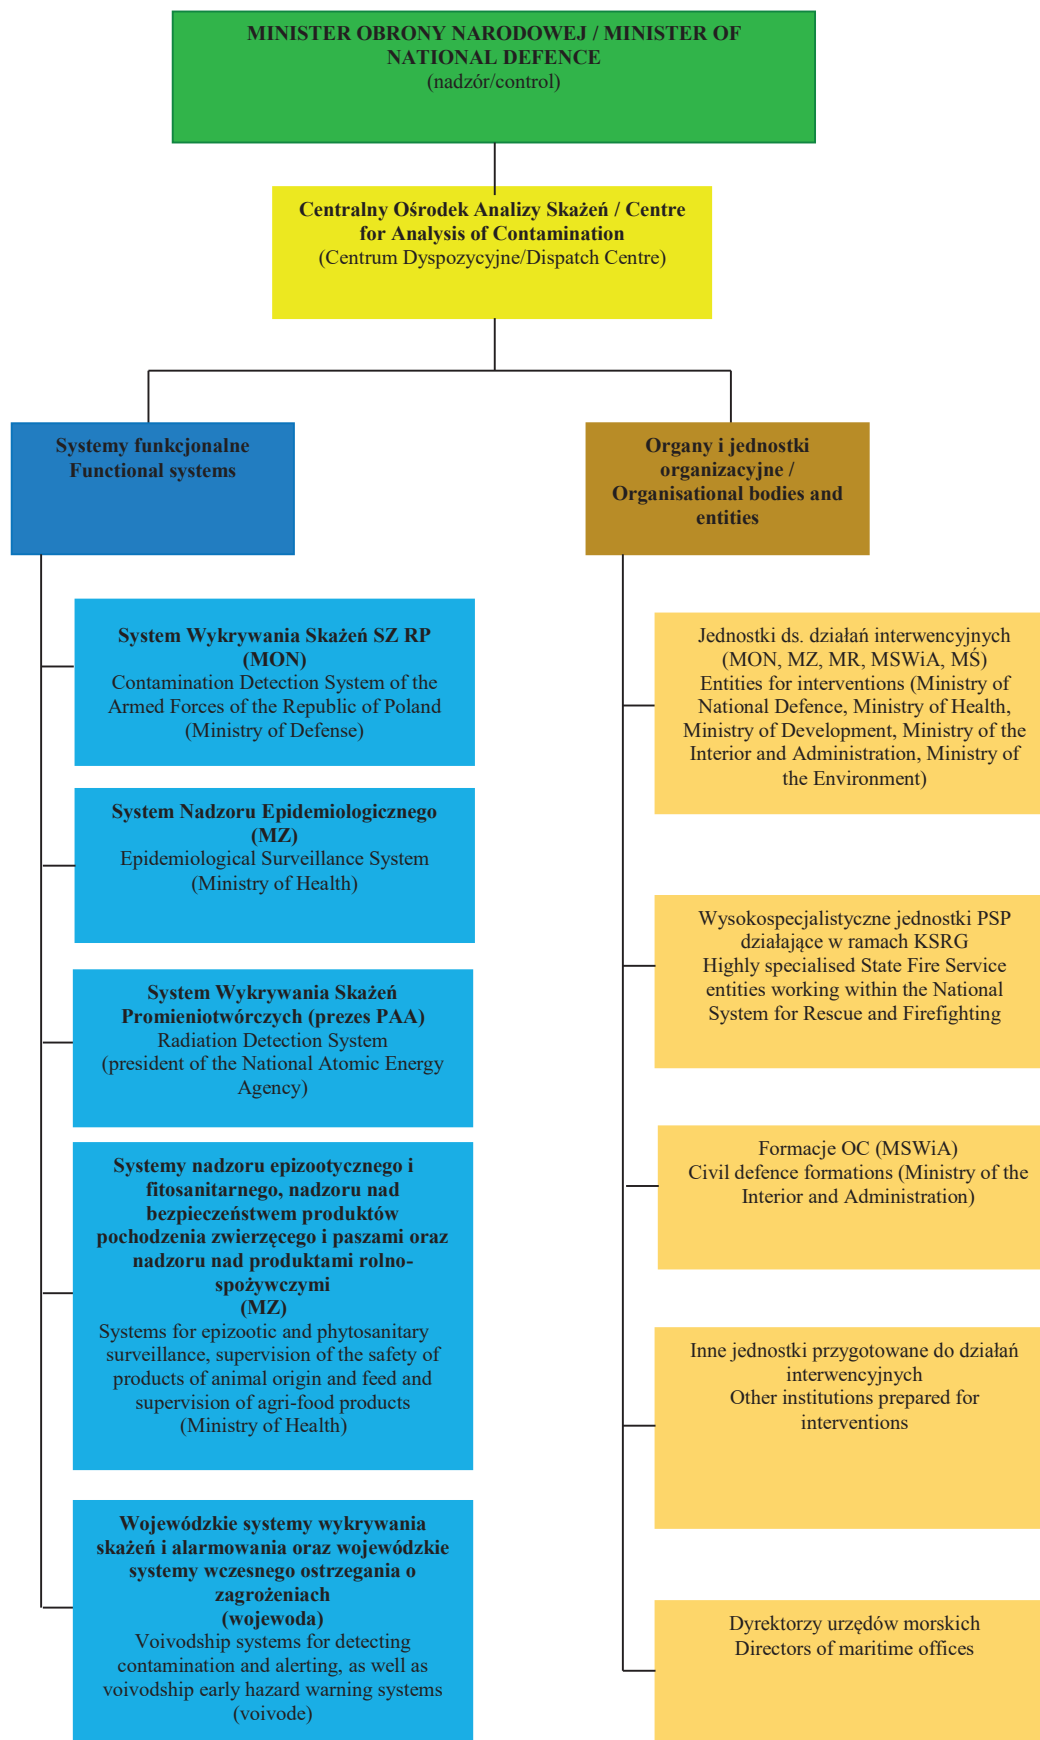 MINISTER OBRONY NARODOWEJ / MINISTER OF
NATIONAL DEFENCE
(nadzór/control)
Centralny Ośrodek Analizy Skażeń / Centre
for Analysis of Contamination
(Centrum Dyspozycyjne/Dispatch Centre)
Systemy funkcjonalne
Functional systems
System Wykrywania Skażeń SZ RP
(MON)
Contamination Detection System of the
Armed Forces of the Republic of Poland
(Ministry of Defense)
System Nadzoru Epidemiologicznego
(MZ)
Epidemiological Surveillance System
(Ministry of Health)
System Wykrywania Skażeń
Promieniotwórczych (prezes PAA)
Radiation Detection System
(president of the National Atomic Energy
Agency)
Systemy nadzoru epizootycznego i
fitosanitarnego, nadzoru nad
bezpieczeństwem produktów
pochodzenia zwierzęcego i paszami oraz
nadzoru nad produktami rolno-
spożywczymi
(MZ)
Systems for epizootic and phytosanitary
surveillance, supervision of the safety of
products of animal origin and feed and
supervision of agri-food products
(Ministry of Health)
Wojewódzkie systemy wykrywania
skażeń i alarmowania oraz wojewódzkie
systemy wczesnego ostrzegania o
zagrożeniach
(wojewoda)
Voivodship systems for detecting
contamination and alerting, as well as
voivodship early hazard warning systems
(voivode)
Organy i jednostki
organizacyjne /
Organisational bodies and
entities
Jednostki ds. działań interwencyjnych
(MON, MZ, MR, MSWiA, MŚ)
Entities for interventions (Ministry of
National Defence, Ministry of Health,
Ministry of Development, Ministry of the
Interior and Administration, Ministry of
the Environment)
Wysokospecjalistyczne jednostki PSP
działające w ramach KSRG
Highly specialised State Fire Service
entities working within the National
System for Rescue and Firefighting
Formacje OC (MSWiA)
Civil defence formations (Ministry of the
Interior and Administration)
Inne jednostki przygotowane do działań
interwencyjnych
Other institutions prepared for
interventions
Dyrektorzy urzędów morskich
Directors of maritime offices